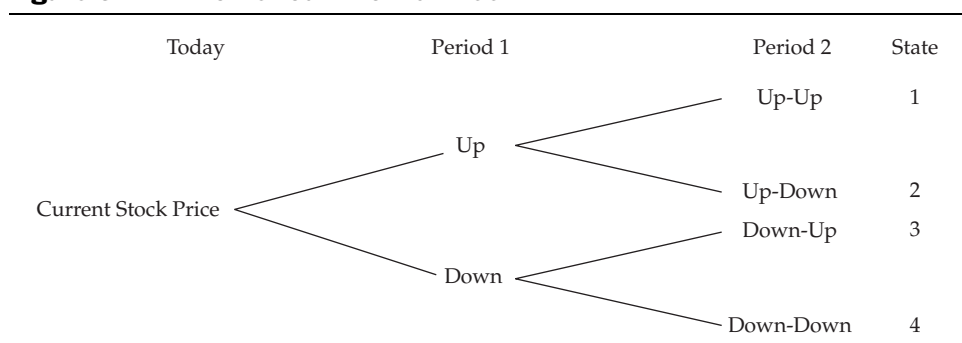 Today Period 1 Period 2 State
Up-Up 1
Up
Up-Down 2
Current Stock Price
Down-Up 3
Down
Down-Down 4